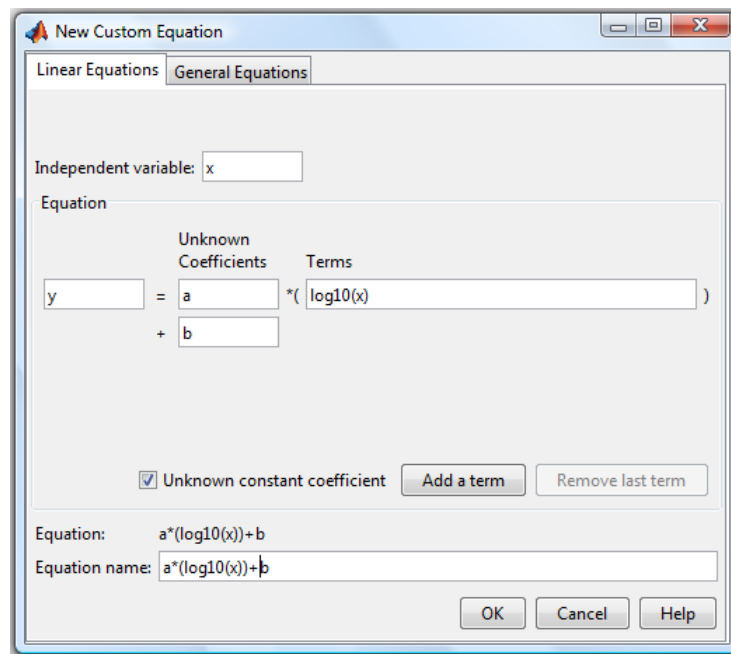 New Custom Equation
Linear Equations General Equations
Independent variable: x
Equation
Unknown
Coefficients Terms
y = a *( log10(x) )
+ b
Unknown constant coefficient Add a term Remove last term
Equation: a*(log10(x))+b
Equation name: a*(log10(x))+b
OK Cancel Help